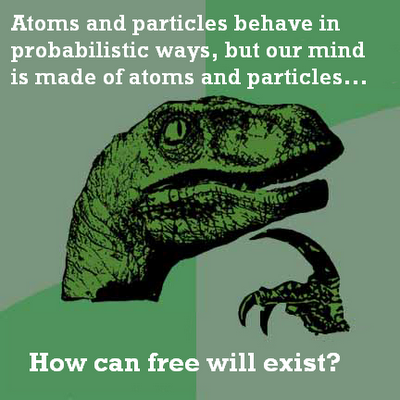 Atoms and particles behave in
probabilistic ways, but our mind
is made of atoms and particles...
How can free will exist?